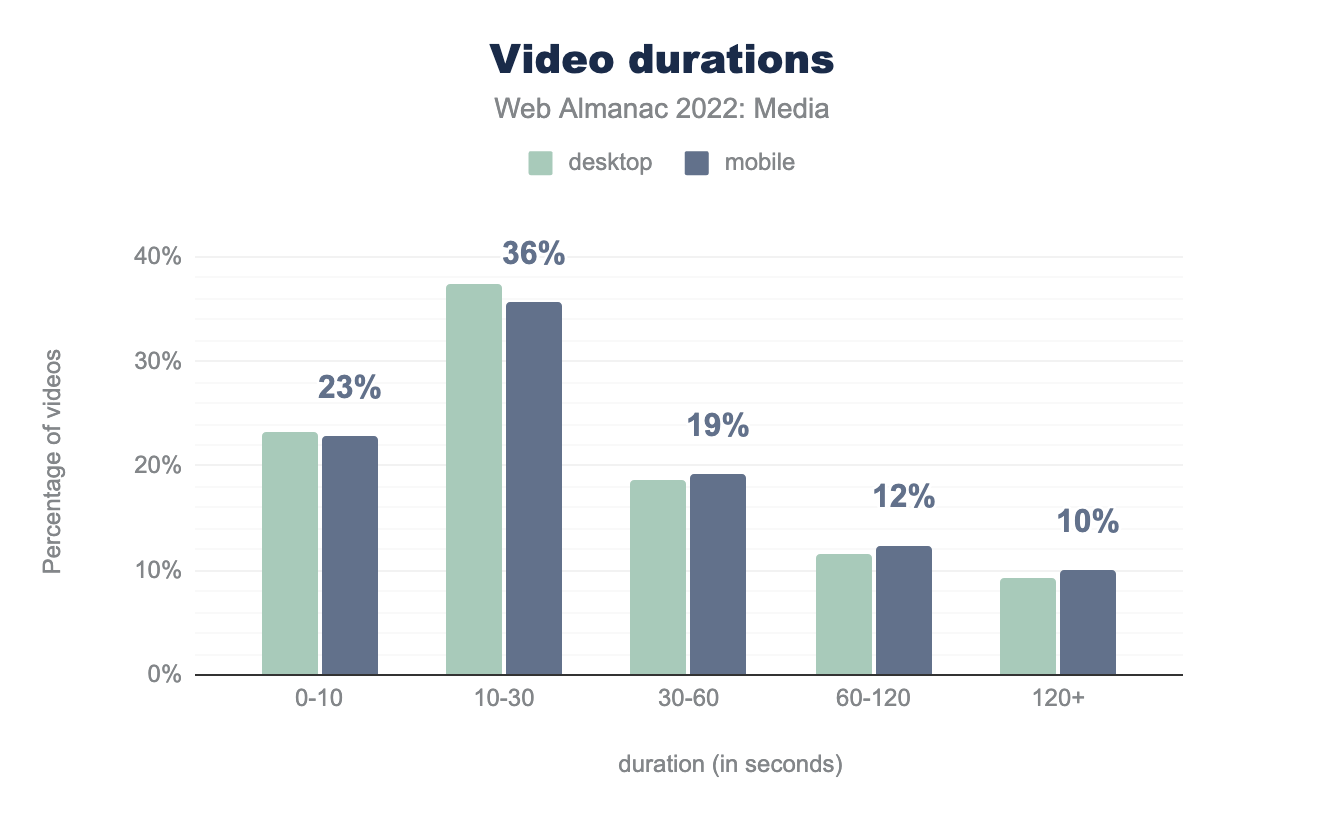 Video durations
Web Almanac 2022: Media
desktop mobile
40%
30%
20%
10%
0%
Percentage of videos
23%
36%
19%
12%
10%
0-10 10-30 30-60 60-120 120+
duration (in seconds)